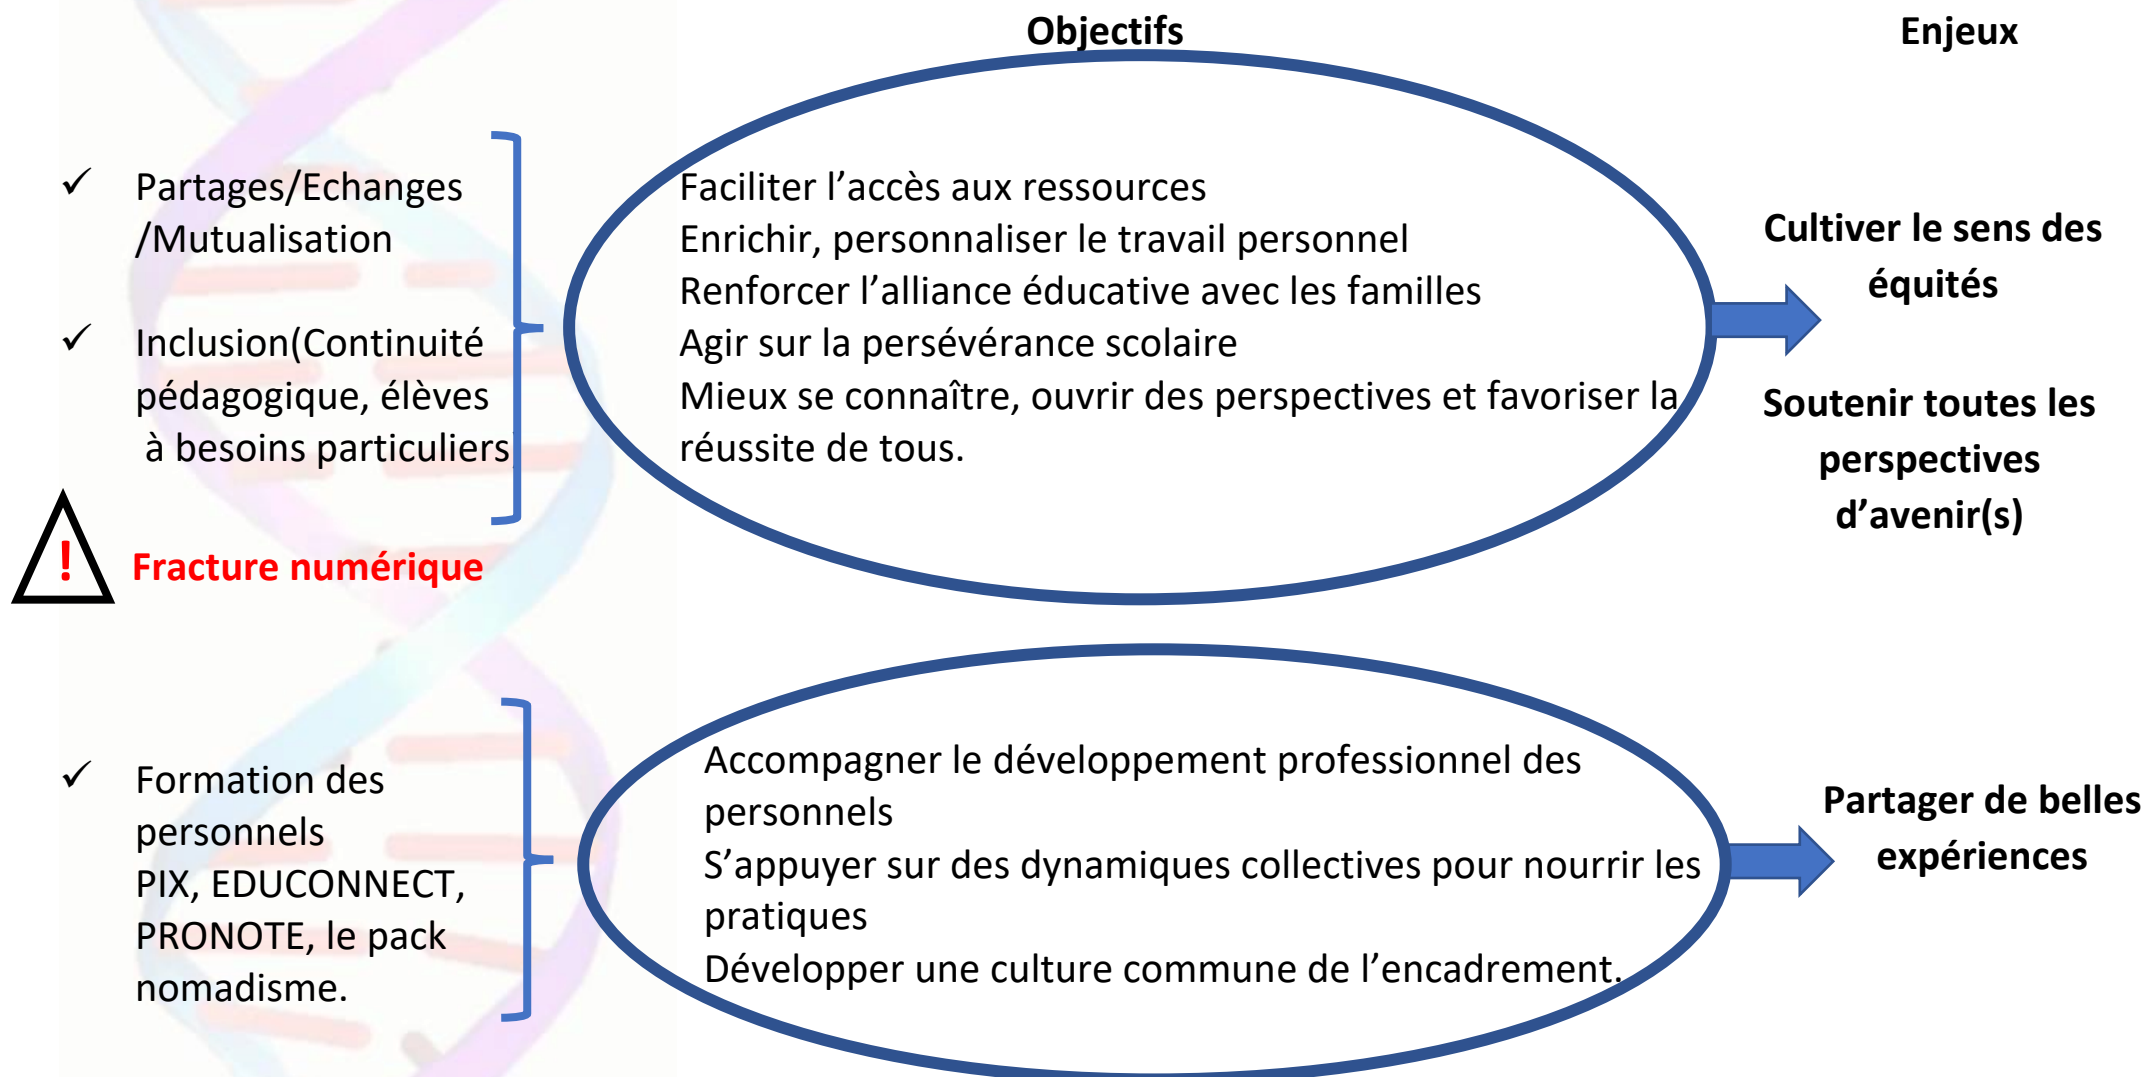 Objectifs
Enjeux
✓ Partages/Echanges
/Mutualisation
✓ Inclusion(Continuité
pédagogique, élèves
à besoins particuliers)
! Fracture numérique
Faciliter l’accès aux ressources
Enrichir, personnaliser le travail personnel
Renforcer l’alliance éducative avec les familles
Agir sur la persévérance scolaire
Mieux se connaître, ouvrir des perspectives et favoriser la
réussite de tous.
Cultiver le sens des
équités
Soutenir toutes les
perspectives
d’avenir(s)
✓ Formation des
personnels
PIX, EDUCONNECT,
PRONOTE, le pack
nomadisme.
Accompagner le développement professionnel des
personnels
S’appuyer sur des dynamiques collectives pour nourrir les
pratiques
Développer une culture commune de l’encadrement.
Partager de belles
expériences